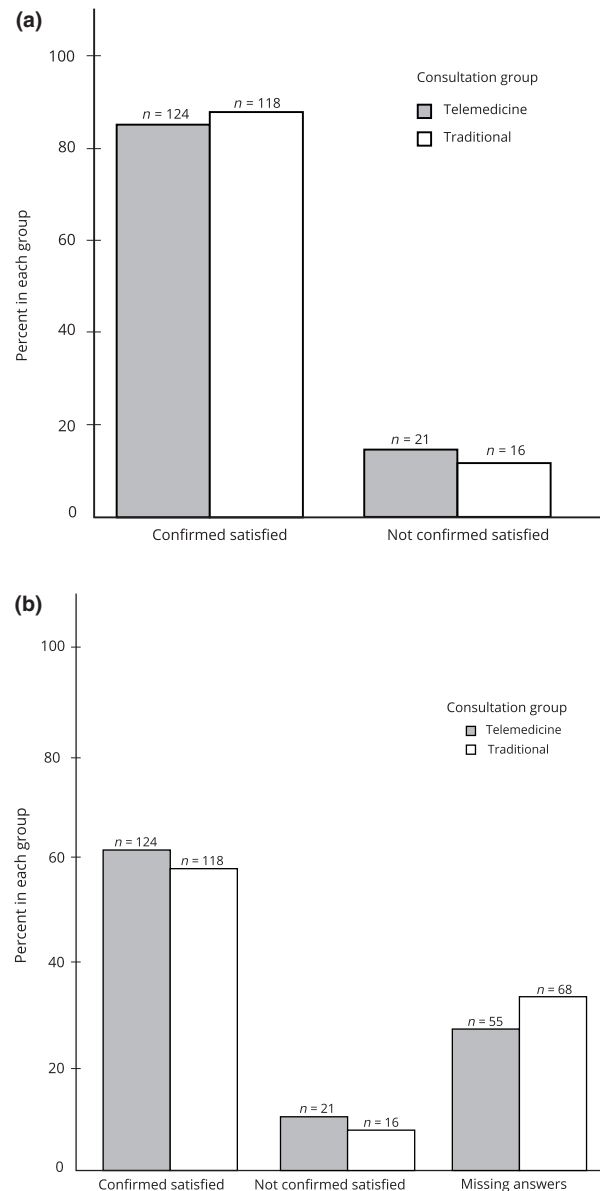 (a)
100
80
60
40
20
0
Percent in each group
n = 124
n = 118
n = 21
n = 16
Consultation group
Telemedicine
Traditional
Confirmed satisfied
Not confirmed satisfied
(b)
100
80
60
40
20
0
Percent in each group
Consultation group
Telemedicine
Traditional
n = 124
n = 118
n = 21
n = 16
n = 55
n = 68
Confirmed satisfied
Not confirmed satisfied
Missing answers